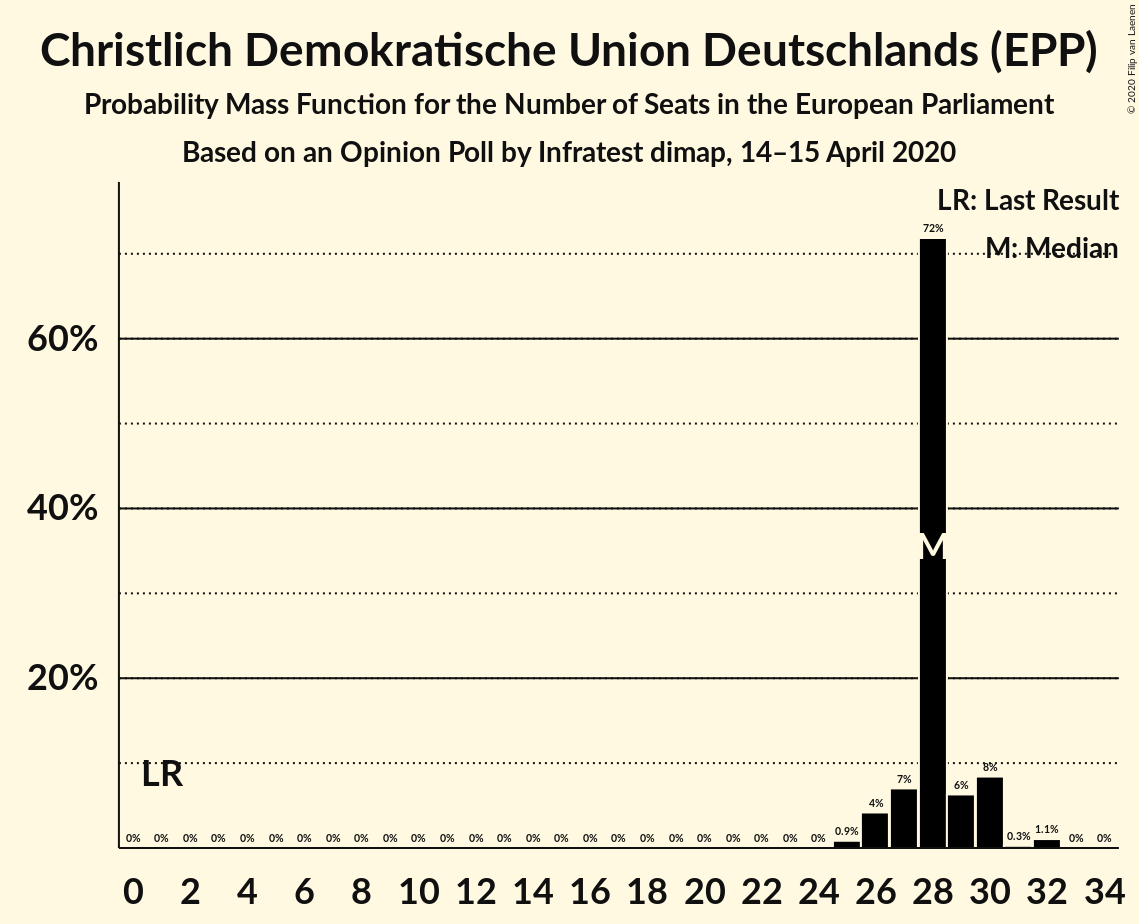 Christlich Demokratische Union Deutschlands (EPP)
Probability Mass Function for the Number of Seats in the European Parliament
Based on an Opinion Poll by Infratest dimap, 14–15 April 2020
© 2020 Filip van Laenen
LR: Last Result
M: Median
72%
60%
40%
M
20%
LR
0% 0% 0% 0% 0% 0% 0% 0% 0% 0% 0% 0% 0% 0% 0% 0% 0% 0% 0% 0% 0% 0% 0% 0% 0% 0.9% 4% 7% 6% 8% 0.3% 1.1% 0% 0%
0 2 4 6 8 10 12 14 16 18 20 22 24 26 28 30 32 34